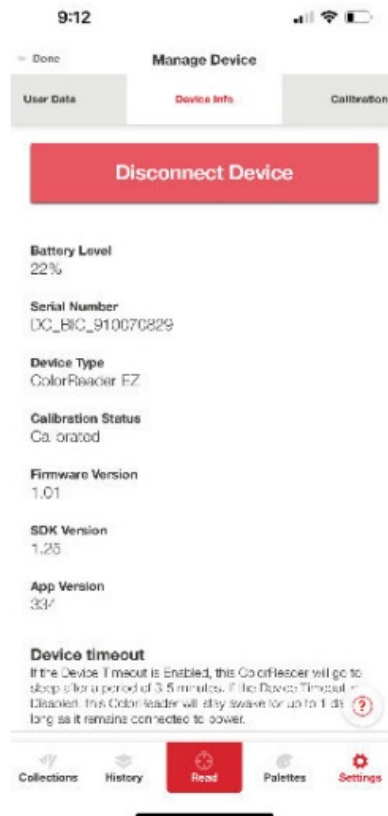 9:12
Done Manage Device
User Data Device Info Calibration
Disconnect Device
Battery Level
22%
Serial Number
DC_BIC_910070829
Device Type
ColorReader EZ
Calibration Status
Calibrated
Firmware Version
1.01
SDK Version
App Version
Device timeout
If the Device Timeout is Enabled, this ColorReader will go to
sleep after a period of 3-5 minutes. If the Device Timeout is
Disabled, this ColorReader will stay awake for up to 1 da
long as it remains connected to power.
?
Collections History Read Palettes Settings